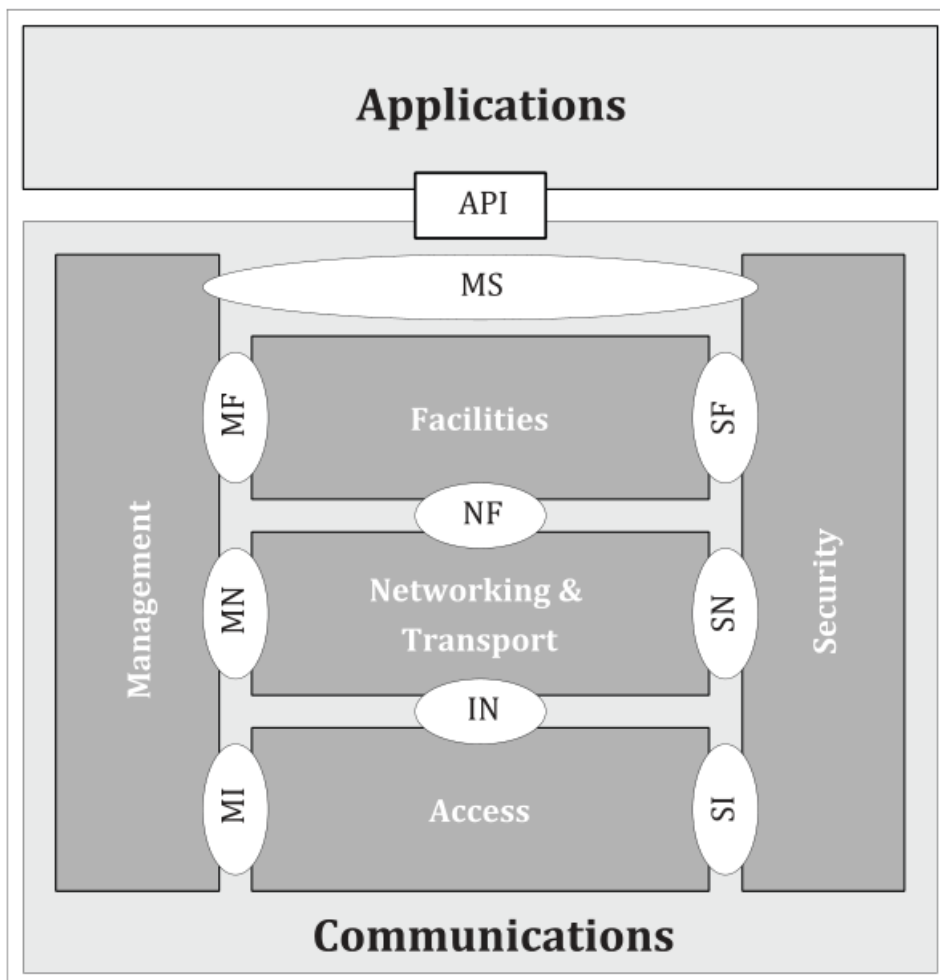 Applications
API
MS
MF
Facilities
SF
NF
Management
MN
Networking &
Transport
SN
Security
IN
MI
Access
SI
Communications